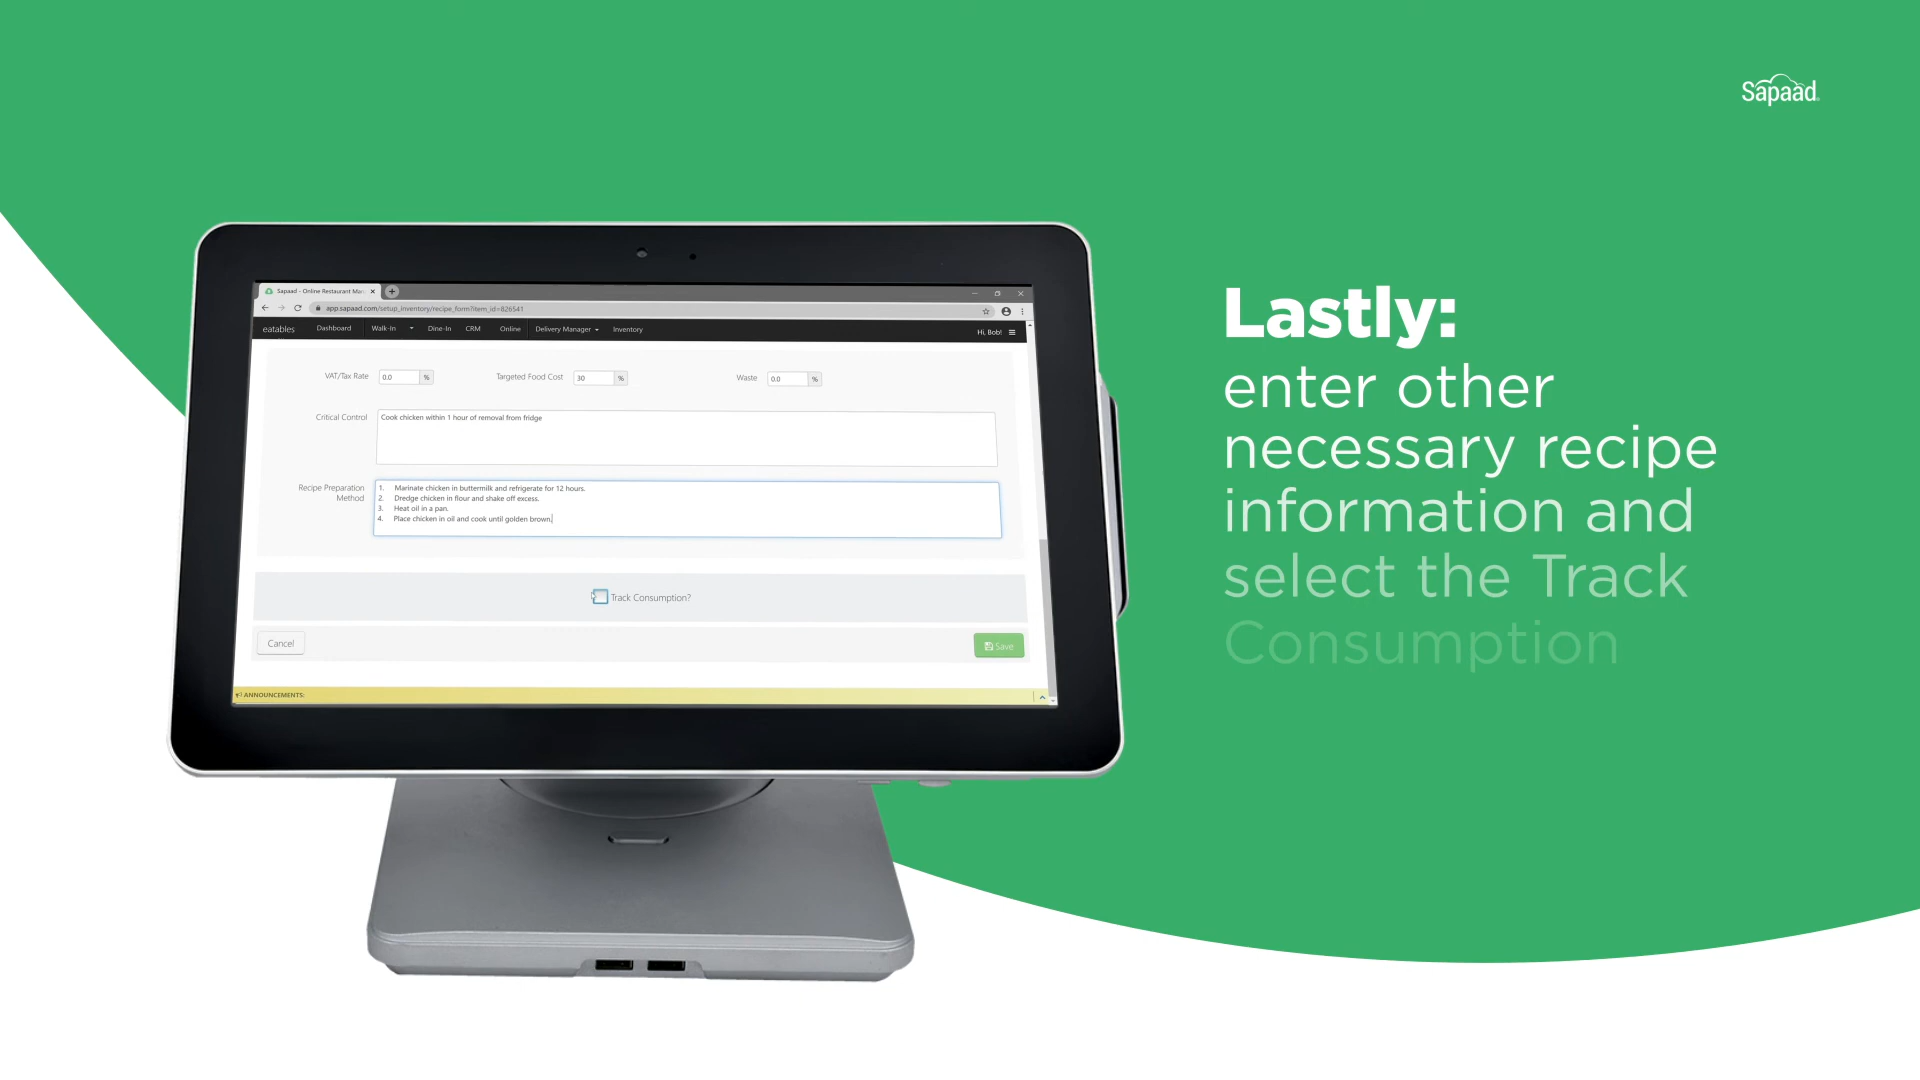 Sapaad
Sapaad - Online Restaurant Man
app.sapaad.com/setup_inventory/recipe_form?item_id=826541
eatables Dashboard Walk-In Dine-In CRM Online Delivery Manager Inventory Hi, Bob!
VAT/Tax Rate 0.0 % Targeted Food Cost 30 % Waste 0.0 %
Critical Control Cook chicken within 1 hour of removal from fridge
Recipe Preparation Method
1. Marinate chicken in buttermilk and refrigerate for 12 hours.
2. Dredge chicken in flour and shake off excess.
3. Heat oil in a pan.
4. Place chicken in oil and cook until golden brown.
Track Consumption?
Cancel Save
ANNOUNCEMENTS:
Lastly:
enter other
necessary recipe
information and
select the Track
Consumption